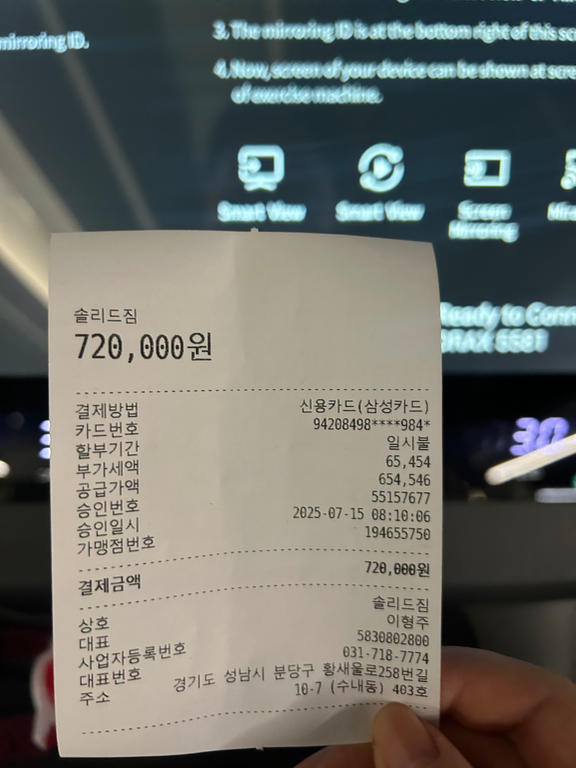 mirroring ID.
3. The mirroring ID is at the bottom right of this
4. Now, screen of your device can be shown at
of exercise machine.
Smart View
Smart View
Screen Mirroring
Ready to
DRAX
30
솔리드짐
720,000원
결제방법 신용카드(삼성카드)
카드번호 94208498****984*
할부기간 일시불
부가세액 65,454
공급가액 654,546
승인번호 55157677
승인일시 2025-07-15 08:10:06
가맹점번호 194655750
결제금액 720,000원
상호 솔리드짐
대표 이형주
사업자등록번호 5830802800
대표번호 031-718-7774
주소 경기도 성남시 분당구 황새울로258번길
10-7 (수내동) 403호